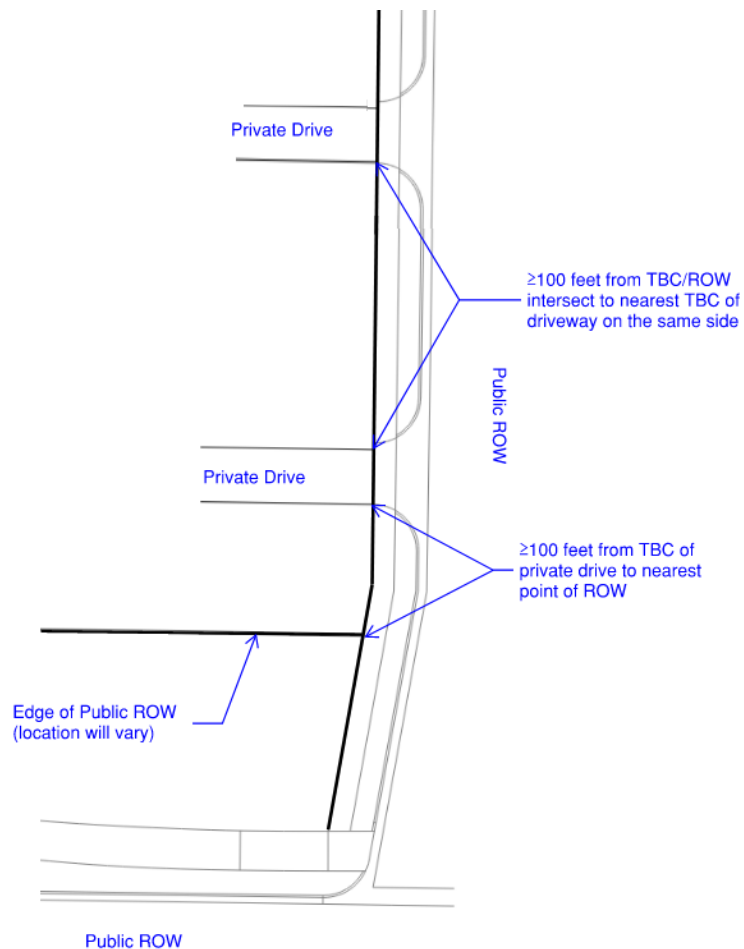 Private Drive
≥100 feet from TBC/ROW
intersect to nearest TBC of
driveway on the same side
Public ROW
Private Drive
≥100 feet from TBC of
private drive to nearest
point of ROW
Edge of Public ROW
(location will vary)
Public ROW